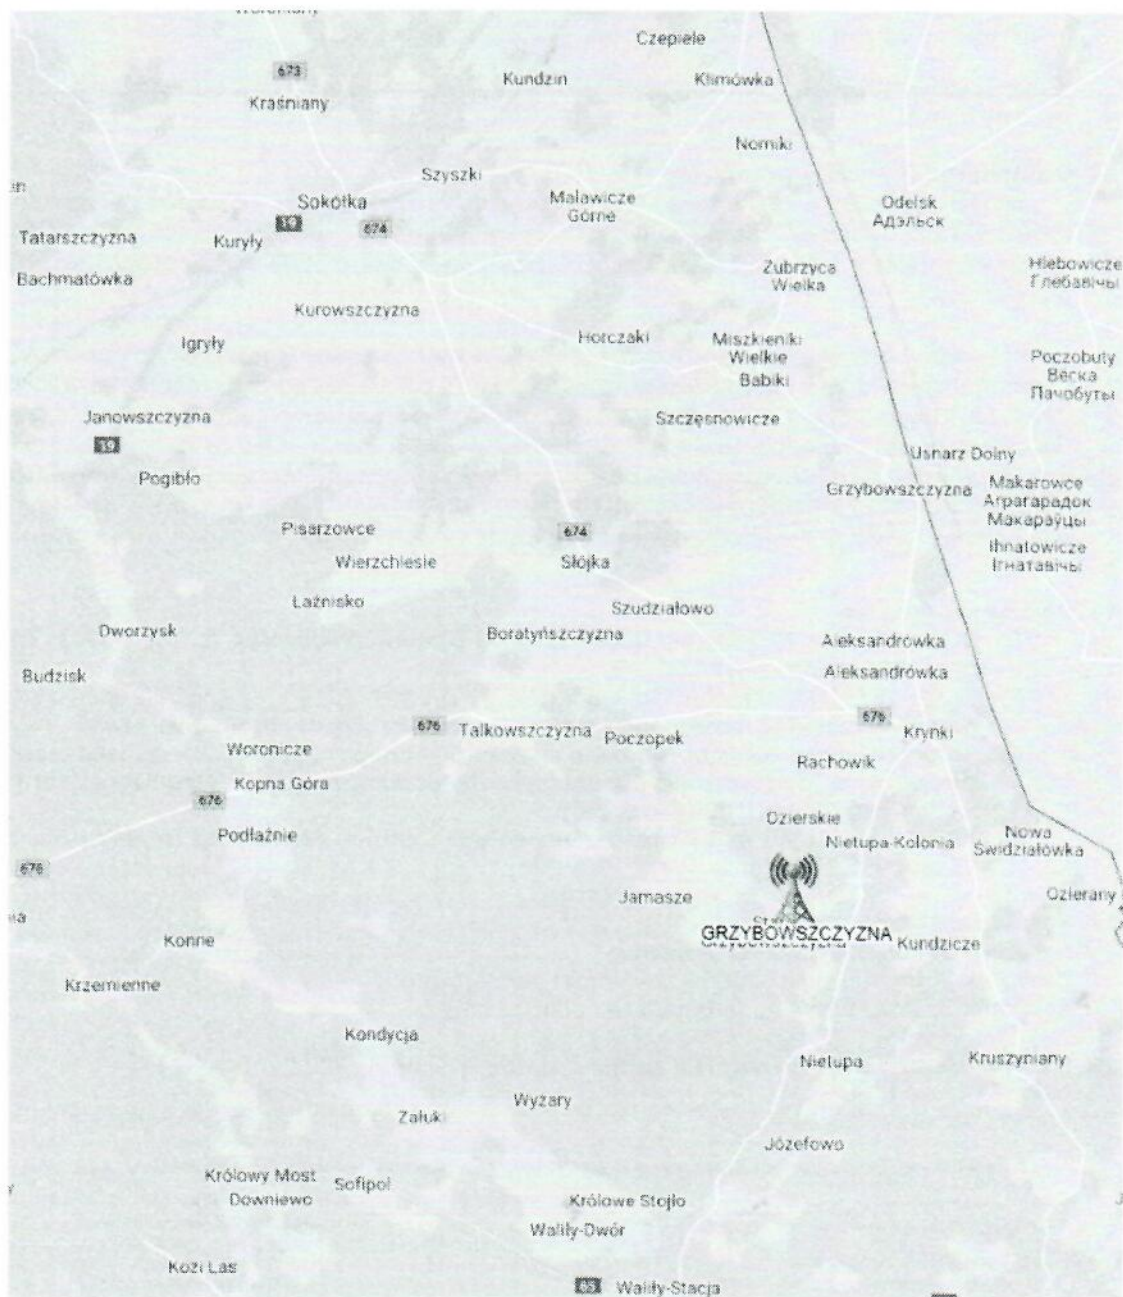 Czepiele
673
Kundzin
Klimówka
Kraśniany
Nomiki
Szyszki
Sokółka
Malawicze
Górne
Odelsk
Адэльск
19
674
Tatarszczyzna
Kuryły
Bachmatówka
Zubrzyca
Wielka
Hlebowicze
Глебавічы
Kurowszczyzna
Igryły
Horczaki
Miszkieniki
Wielkie
Babiki
Poczobuty
Вёска
Пачобуты
Janowszczyzna
Szczęsnowicze
19
Usnarz Dolny
Pogibło
Grzybowszczyzna
Makarowce
Аграгарадок
Макараўцы
Pisarzowce
674
Wierzchlesie
Słójka
Ihnatowicze
Ігнатавічы
Łaźnisko
Szudziałowo
Dworzysk
Boratyńszczyzna
Aleksandrówka
Budzisk
Aleksandrówka
676
676
Talkowszczyzna
Poczopek
Krynki
Woronicze
Rachowik
Kopna Góra
676
Ozierskie
Podłaźnie
Nietupa-Kolonia
Nowa
Świdziałówka
676
Jamasze
Ozierany
GRZYBOWSZCZYZNA
Konne
Kundzicze
Krzemienne
Kondycja
Nietupa
Kruszyniany
Wyżary
Załuki
Józefowo
Królowy Most
Downiewo
Sofipol
Królowe Stojło
Waliły-Dwór
Kozi Las
65
Waliły-Stacja